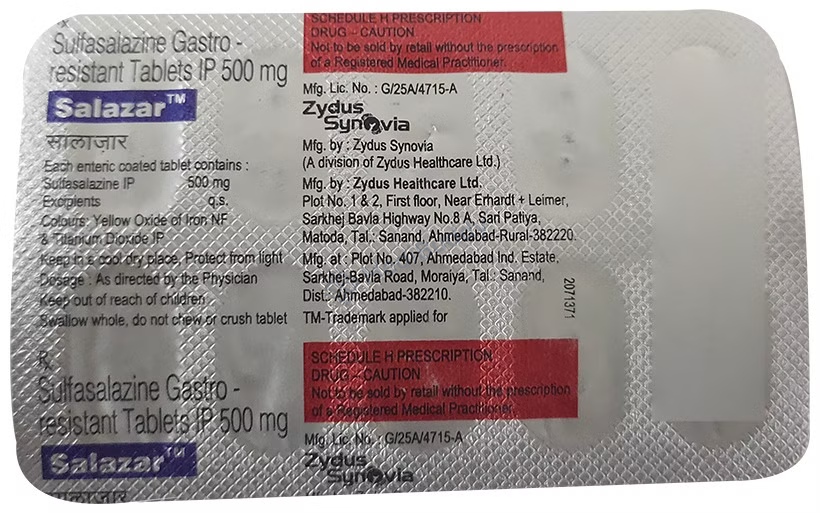 Rx
Sulfasalazine Gastro -
resistant Tablets IP 500 mg
Salazar™
सालाज़ार
Each enteric coated tablet contains :
Sulfasalazine IP 500 mg
Excipients q.s.
Colours: Yellow Oxide of Iron NF
& Titanium Dioxide IP
Keep in a cool dry place, Protect from light
Dosage : As directed by the Physician
Keep out of reach of children
Swallow whole, do not chew or crush tablet
SCHEDULE H PRESCRIPTION
DRUG - CAUTION
Not to be sold by retail without the prescription
of a Registered Medical Practitioner.
Mfg. Lic. No. : G/25A/4715-A
Zydus
Synovia
Mfg. by : Zydus Synovia
(A division of Zydus Healthcare Ltd.)
Mfg. by : Zydus Healthcare Ltd.
Plot No. 1 & 2, First floor, Near Erhardt + Leimer,
Sarkhej Bavla Highway No.8 A, Sari Patiya,
Matoda, Tal.: Sanand, Ahmedabad-Rural-382220.
Mfg. at : Plot No. 407, Ahmedabad Ind. Estate,
Sarkhej-Bavla Road, Moraiya, Tal.: Sanand,
Dist.: Ahmedabad-382210.
TM-Trademark applied for
2071371
Rx
Sulfasalazine Gastro -
resistant Tablets IP 500 mg
Salazar™
सालाज़ार
SCHEDULE H PRESCRIPTION
DRUG - CAUTION
Not to be sold by retail without the prescription
of a Registered Medical Practitioner.
Mfg. Lic. No. : G/25A/4715-A
Zydus
Synovia